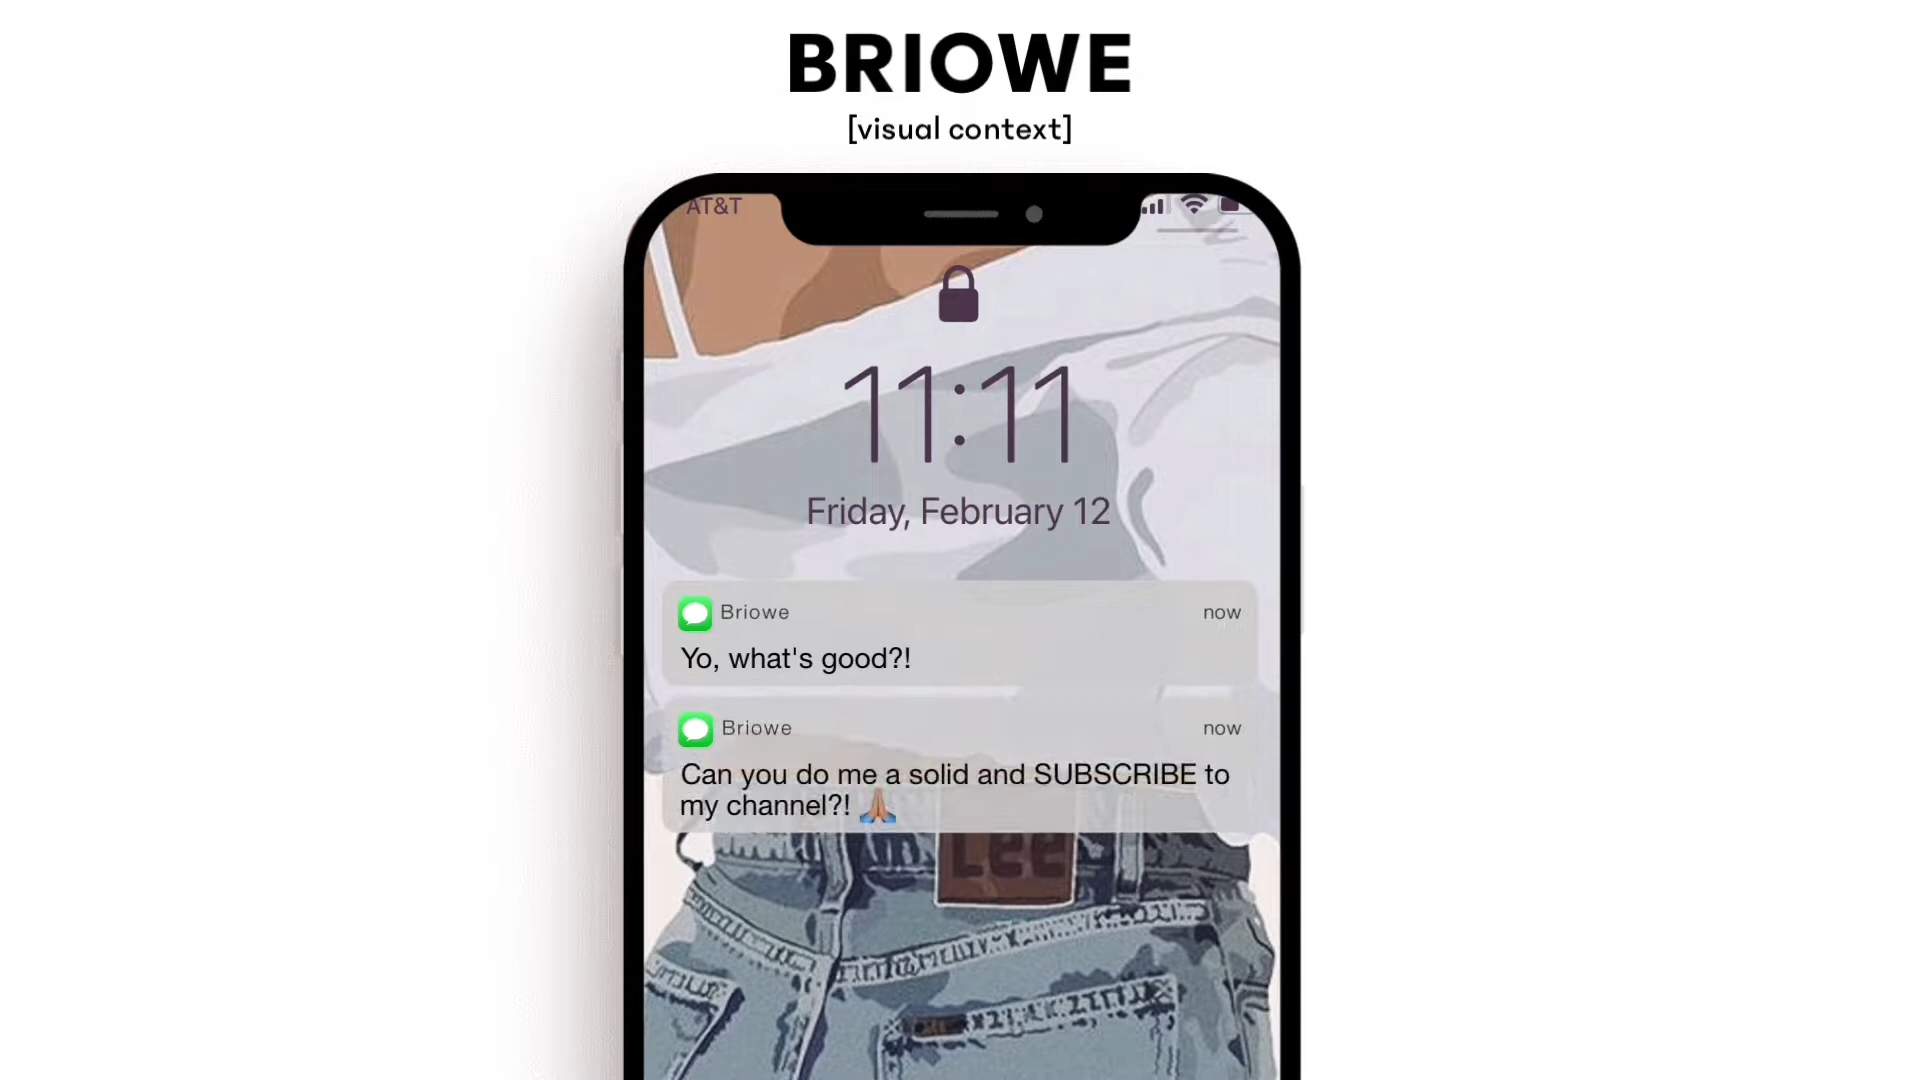 BRIOWE
[visual context]
AT&T
11:11
Friday, February 12
Briowe now
Yo, what's good?!
Briowe now
Can you do me a solid and SUBSCRIBE to
my channel?! 🙏🏽
Lee